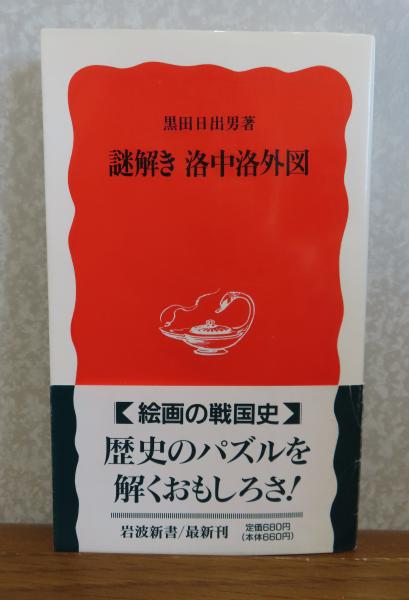 黒田日出男著
謎解き 洛中洛外図
【絵画の戦国史】
歴史のパズルを
解くおもしろさ!
岩波新書/最新刊
定価680円
(本体660円)